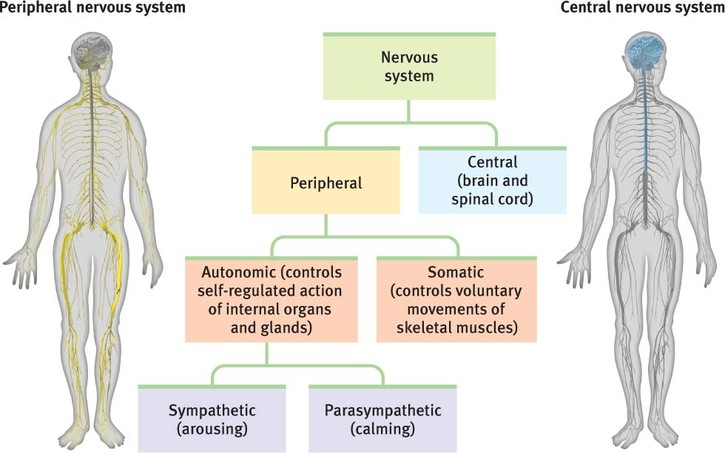 Peripheral nervous system
Central nervous system
Nervous
system
Peripheral
Central
(brain and
spinal cord)
Autonomic (controls
self-regulated action
of internal organs
and glands)
Somatic
(controls voluntary
movements of
skeletal muscles)
Sympathetic
(arousing)
Parasympathetic
(calming)